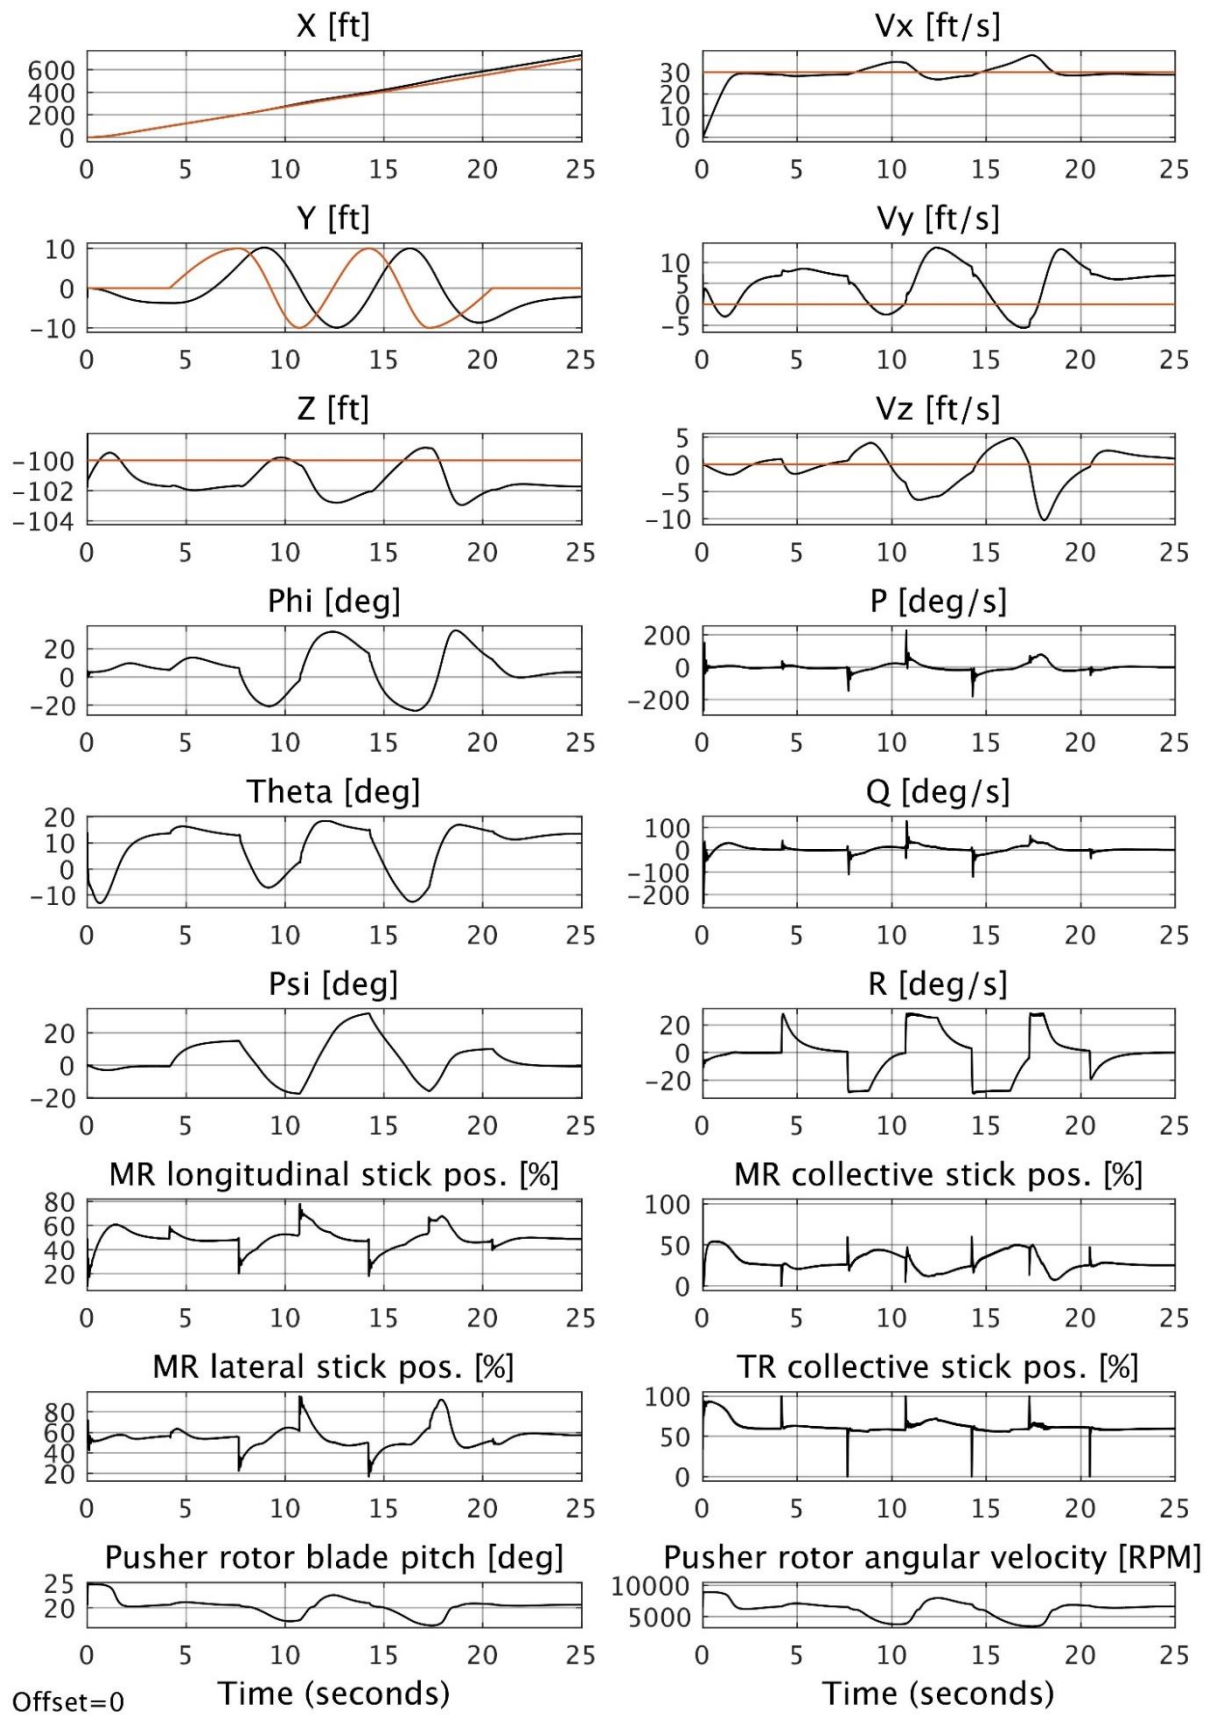 X [ft]
600
400
200
0
0 5 10 15 20 25
Vx [ft/s]
30
20
10
0
0 5 10 15 20 25
Y [ft]
10
0
−10
0 5 10 15 20 25
Vy [ft/s]
10
5
0
−5
0 5 10 15 20 25
Z [ft]
−100
−102
−104
0 5 10 15 20 25
Vz [ft/s]
5
0
−5
−10
0 5 10 15 20 25
Phi [deg]
20
0
−20
0 5 10 15 20 25
P [deg/s]
200
0
−200
0 5 10 15 20 25
Theta [deg]
20
10
0
−10
0 5 10 15 20 25
Q [deg/s]
100
0
−100
−200
0 5 10 15 20 25
Psi [deg]
20
0
−20
0 5 10 15 20 25
R [deg/s]
20
0
−20
0 5 10 15 20 25
MR longitudinal stick pos. [%]
80
60
40
20
0 5 10 15 20 25
MR collective stick pos. [%]
100
50
0
0 5 10 15 20 25
MR lateral stick pos. [%]
80
60
40
20
0 5 10 15 20 25
TR collective stick pos. [%]
100
50
0
0 5 10 15 20 25
Pusher rotor blade pitch [deg]
25
20
0 5 10 15 20 25
Time (seconds)
Pusher rotor angular velocity [RPM]
10000
5000
0 5 10 15 20 25
Time (seconds)
Offset=0